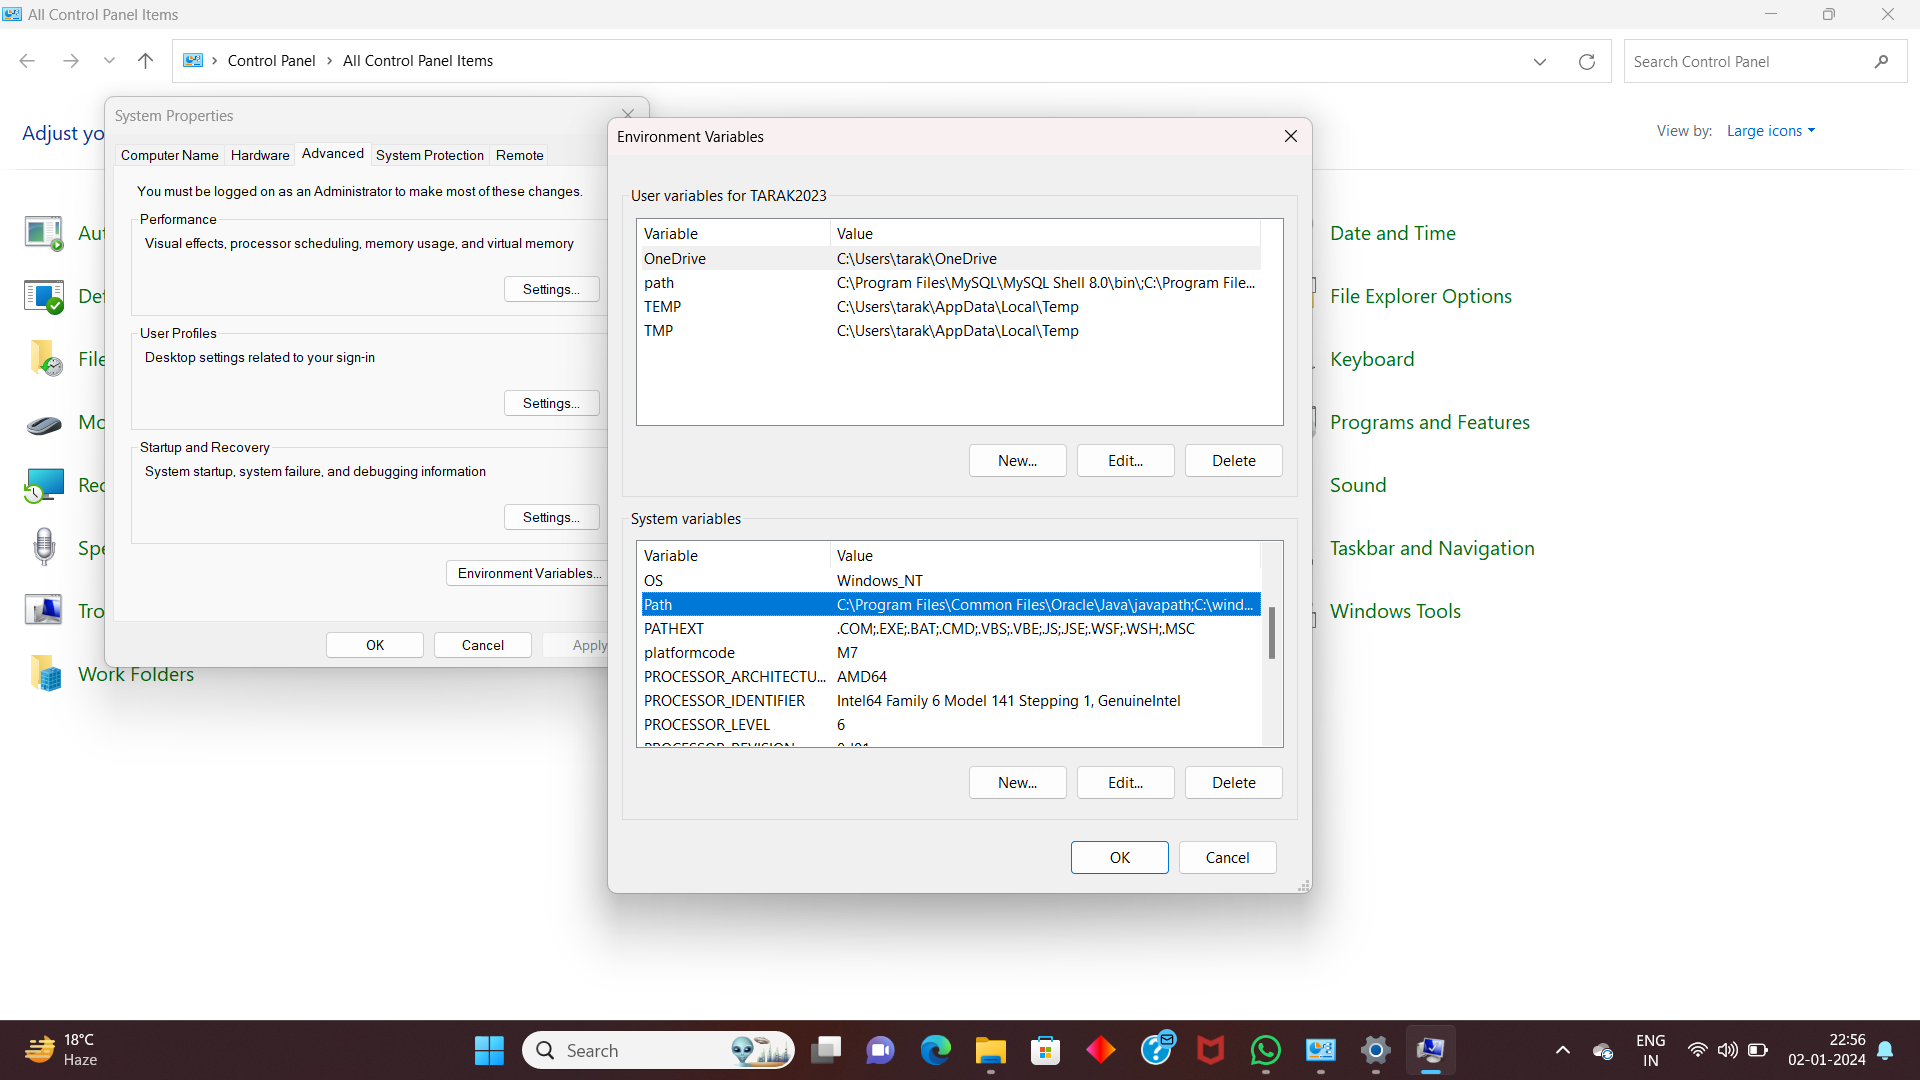 All Control Panel Items
Control Panel > All Control Panel Items
Search Control Panel
Adjust yo
View by: Large icons
Aut
Def
File
Mo
Rec
Spe
Tro
Work Folders
Date and Time
File Explorer Options
Keyboard
Programs and Features
Sound
Taskbar and Navigation
Windows Tools
System Properties
Computer Name Hardware Advanced System Protection Remote
You must be logged on as an Administrator to make most of these changes.
Performance
Visual effects, processor scheduling, memory usage, and virtual memory
Settings...
User Profiles
Desktop settings related to your sign-in
Settings...
Startup and Recovery
System startup, system failure, and debugging information
Settings...
Environment Variables...
OK Cancel Apply
Environment Variables
User variables for TARAK2023
Variable Value
OneDrive C:\Users\tarak\OneDrive
path C:\Program Files\MySQL\MySQL Shell 8.0\bin\;C:\Program File...
TEMP C:\Users\tarak\AppData\Local\Temp
TMP C:\Users\tarak\AppData\Local\Temp
New... Edit... Delete
System variables
Variable Value
OS Windows_NT
Path C:\Program Files\Common Files\Oracle\Java\javapath;C:\wind...
PATHEXT .COM;.EXE;.BAT;.CMD;.VBS;.VBE;.JS;.JSE;.WSF;.WSH;.MSC
platformcode M7
PROCESSOR_ARCHITECTU... AMD64
PROCESSOR_IDENTIFIER Intel64 Family 6 Model 141 Stepping 1, GenuineIntel
PROCESSOR_LEVEL 6
PROCESSOR_REVISION
New... Edit... Delete
OK Cancel
18°C
Haze
Search
ENG
IN
22:56
02-01-2024